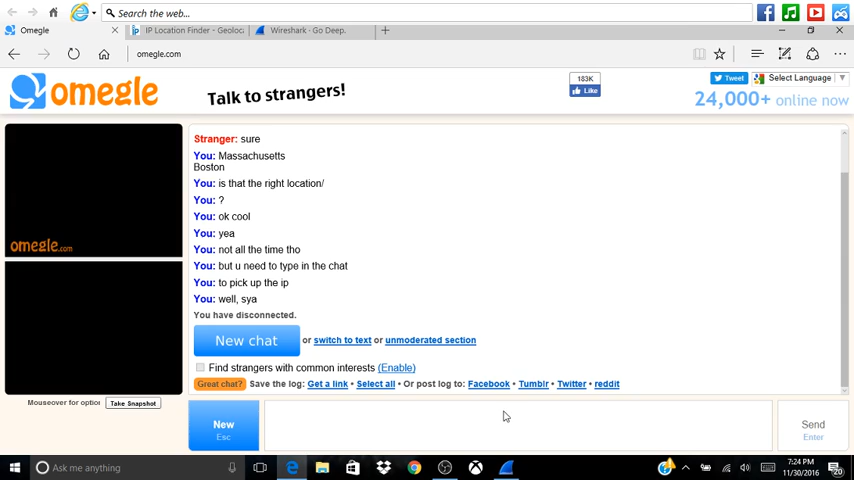 Search the web...
Omegle
IP Location Finder - Geoloc
Wireshark · Go Deep.
omegle.com
omegle
Talk to strangers!
183K
Like
Tweet
Select Language
24,000+ online now
Stranger: sure
You: Massachusetts
Boston
You: is that the right location/
You: ?
You: ok cool
You: yea
You: not all the time tho
You: but u need to type in the chat
You: to pick up the ip
You: well, sya
You have disconnected.
New chat or switch to text or unmoderated section
Find strangers with common interests (Enable)
Great chat? Save the log: Get a link • Select all • Or post log to: Facebook • Tumblr • Twitter • reddit
omegle.com
Mouseover for option
Take Snapshot
New
Esc
Send
Enter
Ask me anything
7:24 PM
11/30/2016
20